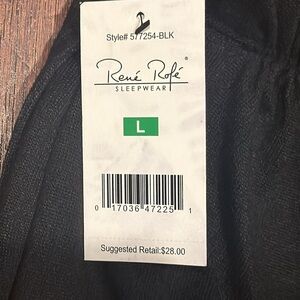 Style# 577254-BLK
René Rofé
SLEEPWEAR
L
0 17036 47225 1
Suggested Retail:$28.00